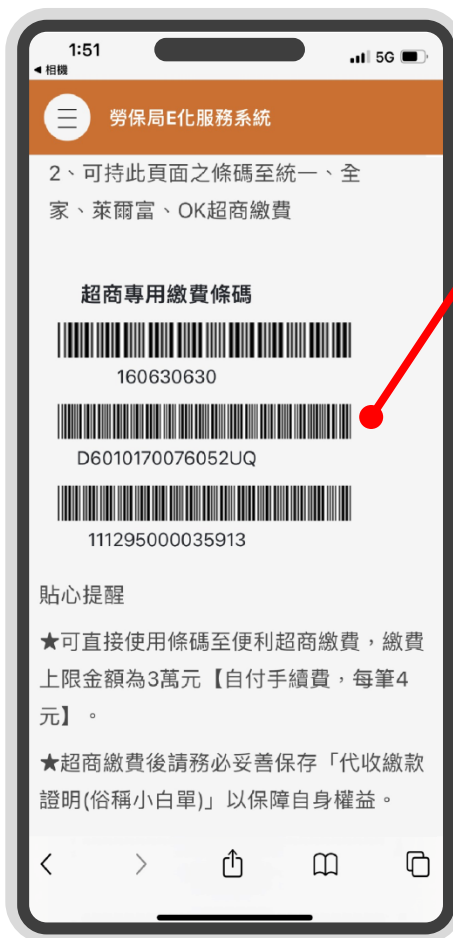 1:51
5G
◀ 相機
勞保局E化服務系統
2、可持此頁面之條碼至統一、全
家、萊爾富、OK超商繳費
超商專用繳費條碼
160630630
D6010170076052UQ
111295000035913
貼心提醒
★可直接使用條碼至便利超商繳費，繳費
上限金額為3萬元【自付手續費，每筆4
元】。
★超商繳費後請務必妥善保存「代收繳款
證明(俗稱小白單)」以保障自身權益。